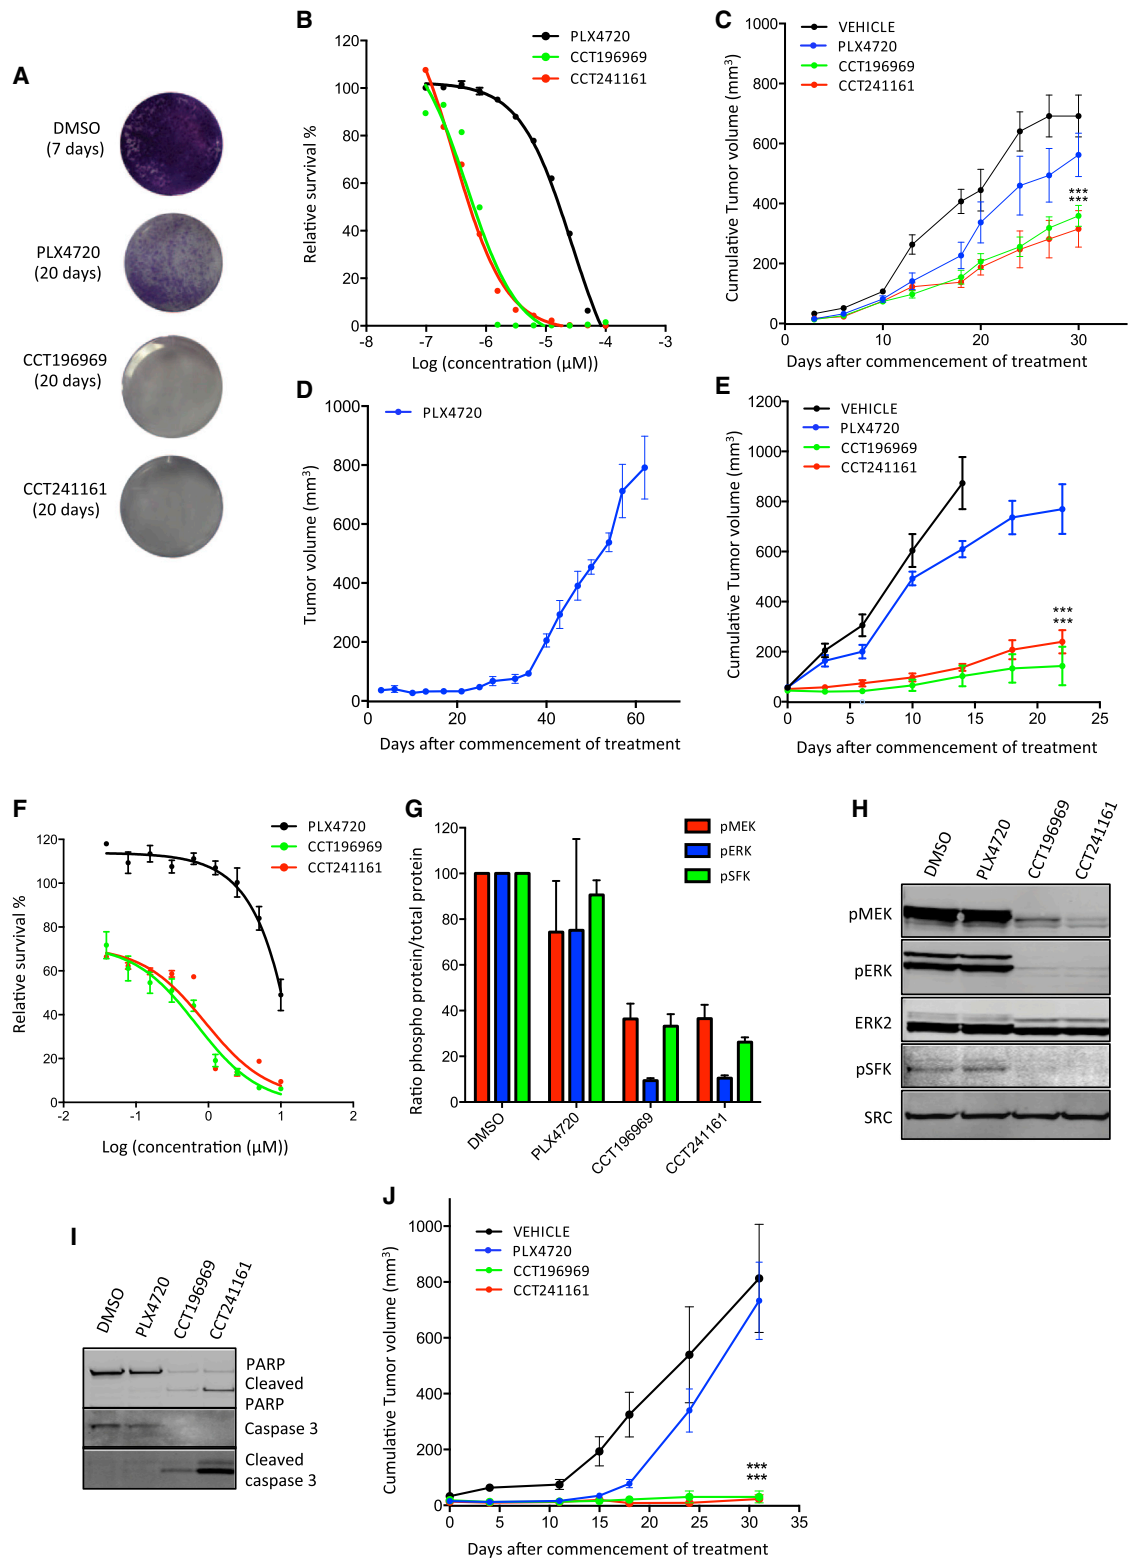 A
DMSO
(7 days)
PLX4720
(20 days)
CCT196969
(20 days)
CCT241161
(20 days)
B
PLX4720
CCT196969
CCT241161
Relative survival %
120
100
80
60
40
20
0
-8
-7
-6
-5
-4
-3
Log (concentration (µM))
C
VEHICLE
PLX4720
CCT196969
CCT241161
Cumulative Tumor volume (mm³)
1000
800
600
400
200
0
***
***
0
10
20
30
Days after commencement of treatment
D
PLX4720
Tumor volume (mm³)
1000
800
600
400
200
0
0
20
40
60
Days after commencement of treatment
E
VEHICLE
PLX4720
CCT196969
CCT241161
Cumulative Tumor volume (mm³)
1200
1000
800
600
400
200
0
***
***
0
5
10
15
20
25
Days after commencement of treatment
F
PLX4720
CCT196969
CCT241161
Relative survival %
120
100
80
60
40
20
0
-2
-1
0
1
2
Log (concentration (µM))
G
pMEK
pERK
pSFK
Ratio phospho protein/total protein
120
100
80
60
40
20
0
DMSO
PLX4720
CCT196969
CCT241161
H
DMSO
PLX4720
CCT196969
CCT241161
pMEK
pERK
ERK2
pSFK
SRC
I
DMSO
PLX4720
CCT196969
CCT241161
PARP
Cleaved
PARP
Caspase 3
Cleaved
caspase 3
J
VEHICLE
PLX4720
CCT196969
CCT241161
Cumulative Tumor volume (mm³)
1000
800
600
400
200
0
***
***
0
5
10
15
20
25
30
35
Days after commencement of treatment